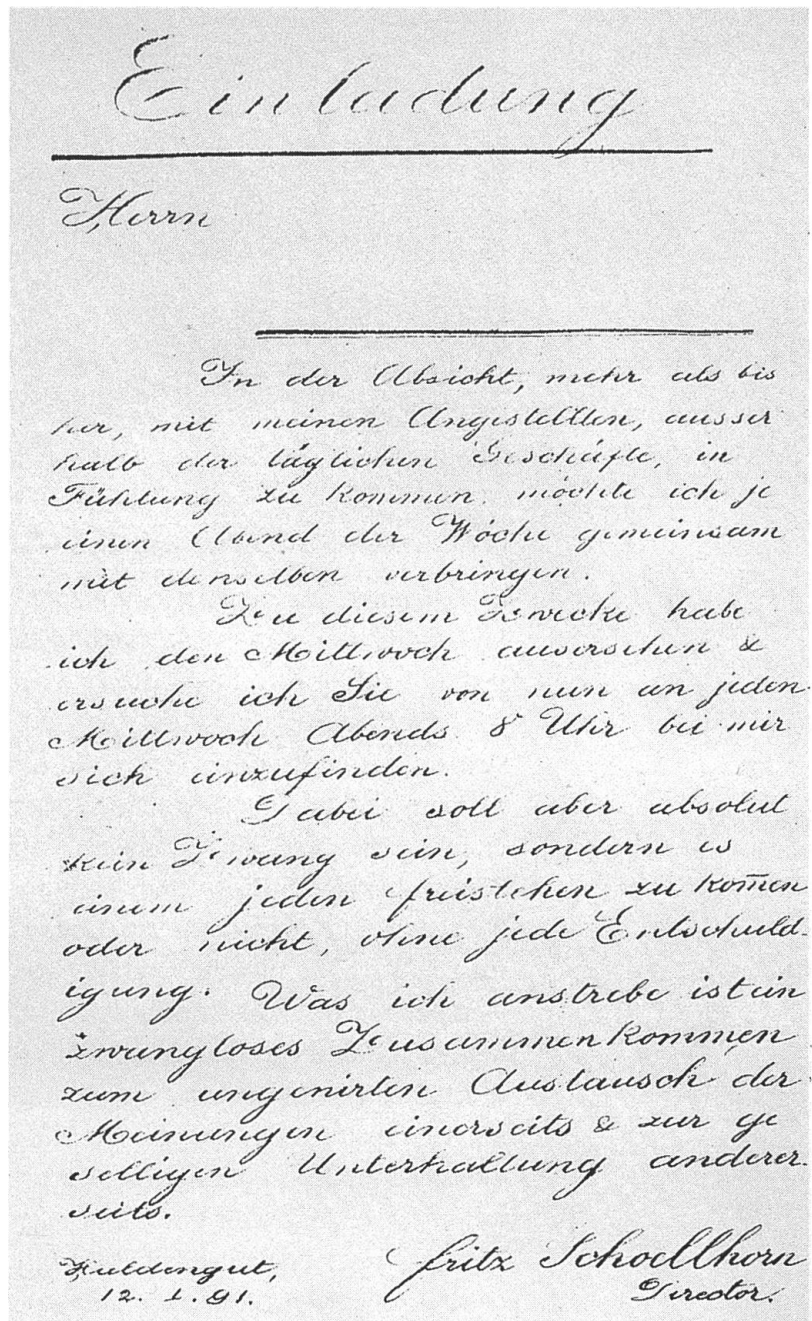 Einladung
Herrn
In der Absicht, mehr als bis
her, mit meinen Angestellten, ausser
halb der täglichen Geschäfte, in
Fühlung zu kommen möchte ich je
einen Abend der Woche gemeinsam
mit denselben verbringen.
Zu diesem Zwecke habe
ich den Mittwoch ausersehen &
ersuche ich Sie von nun an jeden
Mittwoch Abends 8 Uhr bei mir
sich einzufinden.
Dabei soll aber absolut
kein Zwang sein, sondern es
einem jeden freistehen zu kom̄en
oder nicht, ohne jede Entschuld-
igung. Was ich anstrebe ist ein
zwangloses Zusammenkommen
zum ungenirten Austausch der
Meinungen einerseits & zur ge
selligen Unterhaltung anderer-
seits.
Haldengut, Fritz Schoellhorn
12. I. 91. Director.